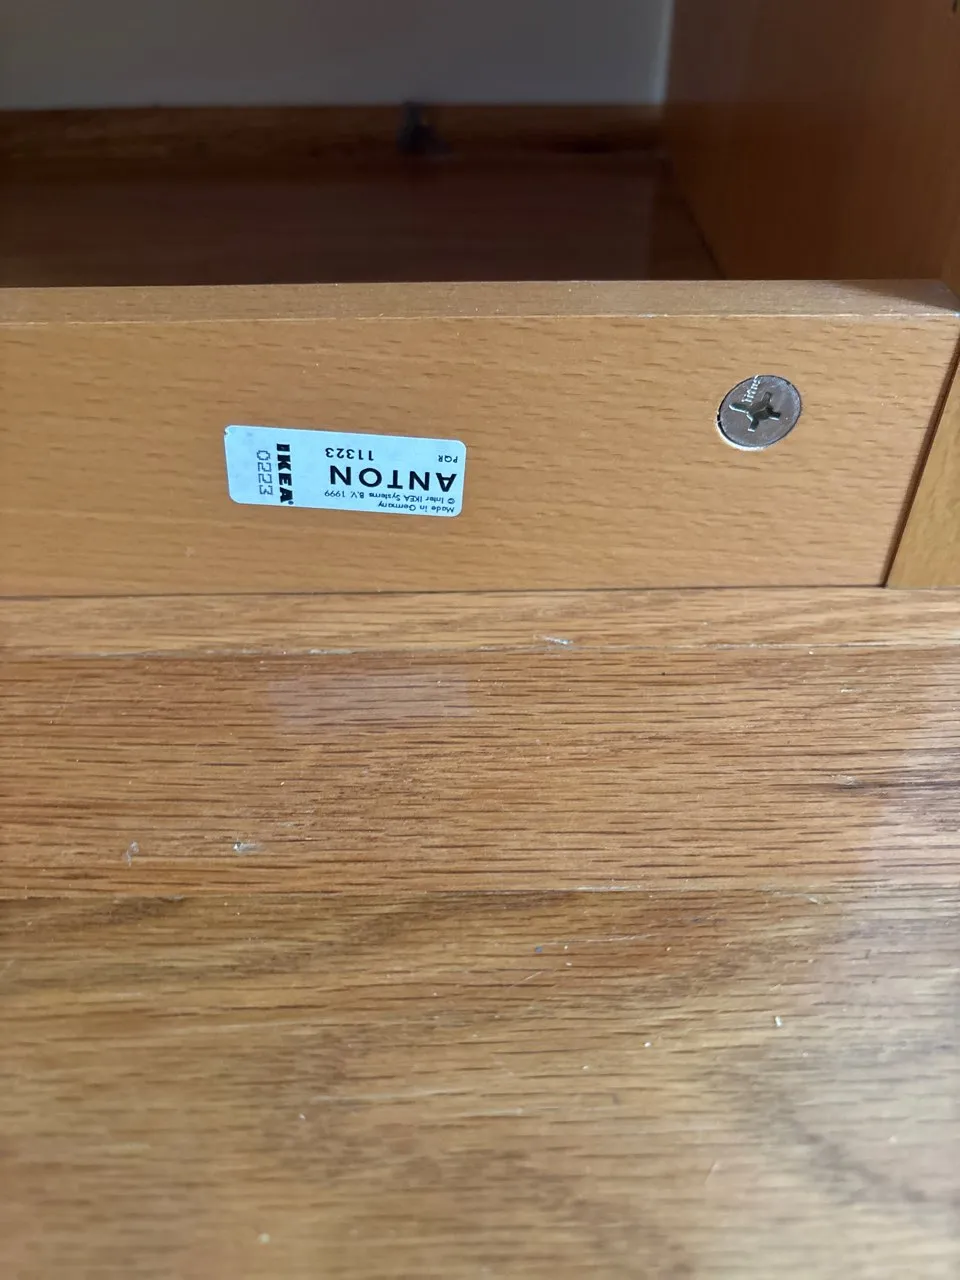 Made in Germany
© Inter IKEA Systems B.V. 1999
ANTON
PQR 11323
IKEA®
0223